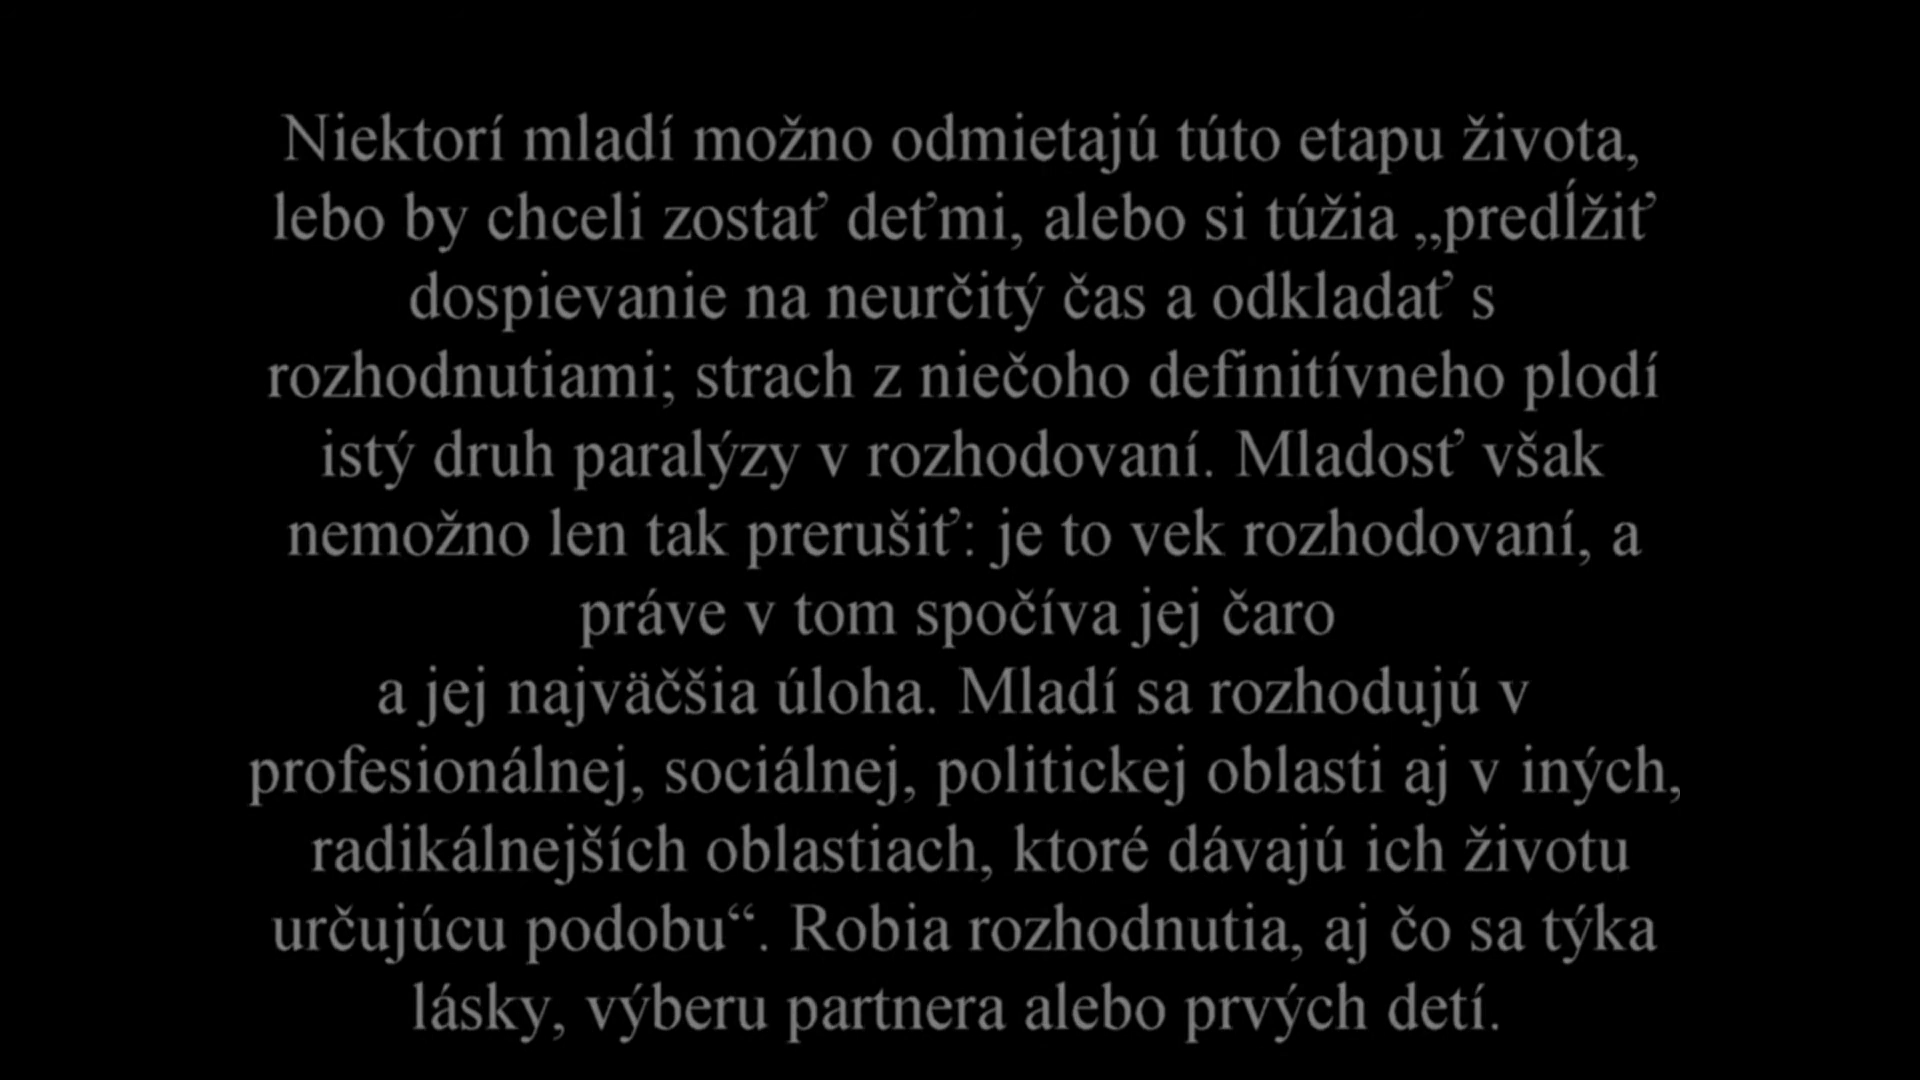 Niektorí mladí možno odmietajú túto etapu života,
lebo by chceli zostať deťmi, alebo si túžia „predĺžiť
dospievanie na neurčitý čas a odkladať s
rozhodnutiami; strach z niečoho definitívneho plodí
istý druh paralýzy v rozhodovaní. Mladosť však
nemožno len tak prerušiť: je to vek rozhodovaní, a
práve v tom spočíva jej čaro
a jej najväčšia úloha. Mladí sa rozhodujú v
profesionálnej, sociálnej, politickej oblasti aj v iných,
radikálnejších oblastiach, ktoré dávajú ich životu
určujúcu podobu“. Robia rozhodnutia, aj čo sa týka
lásky, výberu partnera alebo prvých detí.